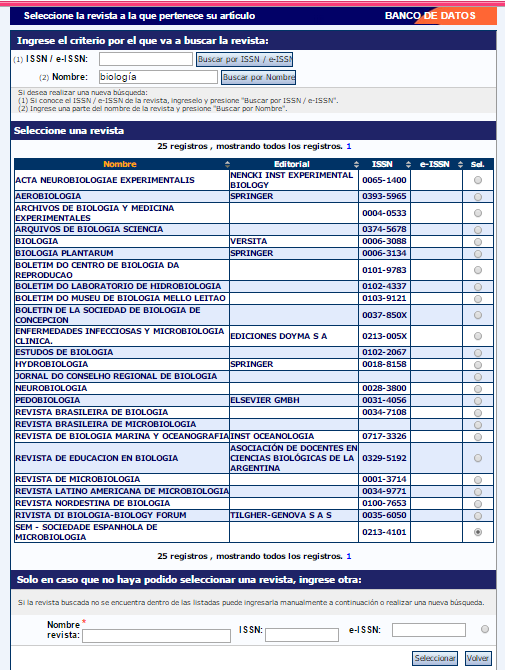 Seleccione la revista a la que pertenece su artículo BANCO DE DATOS
Ingrese el criterio por el que va a buscar la revista:
(1) ISSN / e-ISSN: Buscar por ISSN / e-ISSN
(2) Nombre: biología Buscar por Nombre
Si desea realizar una nueva búsqueda:
(1) Si conoce el ISSN / e-ISSN de la revista, ingreselo y presione "Buscar por ISSN / e-ISSN".
(2) Ingrese una parte del nombre de la revista y presione "Buscar por Nombre".
Seleccione una revista
25 registros , mostrando todos los registros. 1
Nombre Editorial ISSN e-ISSN Sel.
ACTA NEUROBIOLOGIAE EXPERIMENTALIS NENCKI INST EXPERIMENTAL BIOLOGY 0065-1400
AEROBIOLOGIA SPRINGER 0393-5965
ARCHIVOS DE BIOLOGIA Y MEDICINA EXPERIMENTALES 0004-0533
ARQUIVOS DE BIOLOGIA SCIENCIA 0374-5678
BIOLOGIA VERSITA 0006-3088
BIOLOGIA PLANTARUM SPRINGER 0006-3134
BOLETIM DO CENTRO DE BIOLOGIA DA REPRODUCAO 0101-9783
BOLETIM DO LABORATORIO DE HIDROBIOLOGIA 0102-4337
BOLETIM DO MUSEU DE BIOLOGIA MELLO LEITAO 0103-9121
BOLETIN DE LA SOCIEDAD DE BIOLOGIA DE CONCEPCION 0037-850X
ENFERMEDADES INFECCIOSAS Y MICROBIOLOGIA CLINICA. EDICIONES DOYMA S A 0213-005X
ESTUDOS DE BIOLOGIA 0102-2067
HYDROBIOLOGIA SPRINGER 0018-8158
JORNAL DO CONSELHO REGIONAL DE BIOLOGIA
NEUROBIOLOGIA 0028-3800
PEDOBIOLOGIA ELSEVIER GMBH 0031-4056
REVISTA BRASILEIRA DE BIOLOGIA 0034-7108
REVISTA BRASILEIRA DE MICROBIOLOGIA
REVISTA DE BIOLOGIA MARINA Y OCEANOGRAFIA INST OCEANOLOGIA 0717-3326
REVISTA DE EDUCACION EN BIOLOGIA ASOCIACIÓN DE DOCENTES EN CIENCIAS BIOLÓGICAS DE LA ARGENTINA 0329-5192
REVISTA DE MICROBIOLOGIA 0001-3714
REVISTA LATINO AMERICANA DE MICROBIOLOGIA 0034-9771
REVISTA NORDESTINA DE BIOLOGIA 0100-7653
RIVISTA DI BIOLOGIA-BIOLOGY FORUM TILGHER-GENOVA S A S 0035-6050
SEM - SOCIEDADE ESPANHOLA DE MICROBIOLOGIA 0213-4101
25 registros , mostrando todos los registros. 1
Solo en caso que no haya podido seleccionar una revista, ingrese otra:
Si la revista buscada no se encuentra dentro de las listadas puede ingresarla manualmente a continuación o realizar una nueva búsqueda.
Nombre * revista: ISSN: e-ISSN:
Seleccionar Volver